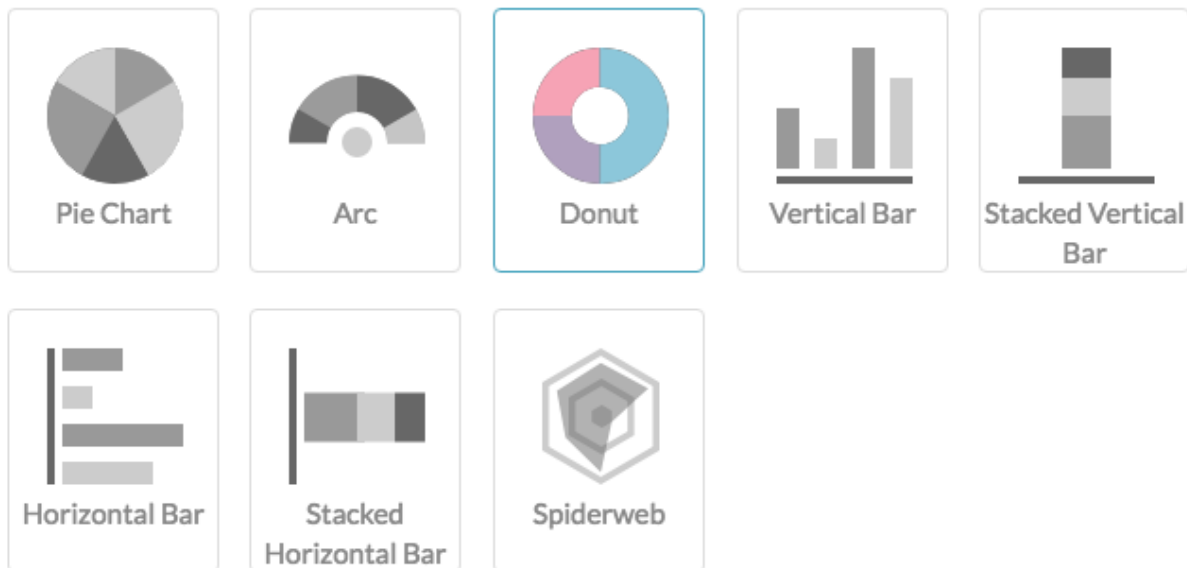 Pie Chart
Arc
Donut
Vertical Bar
Stacked Vertical
Bar
Horizontal Bar
Stacked
Horizontal Bar
Spiderweb